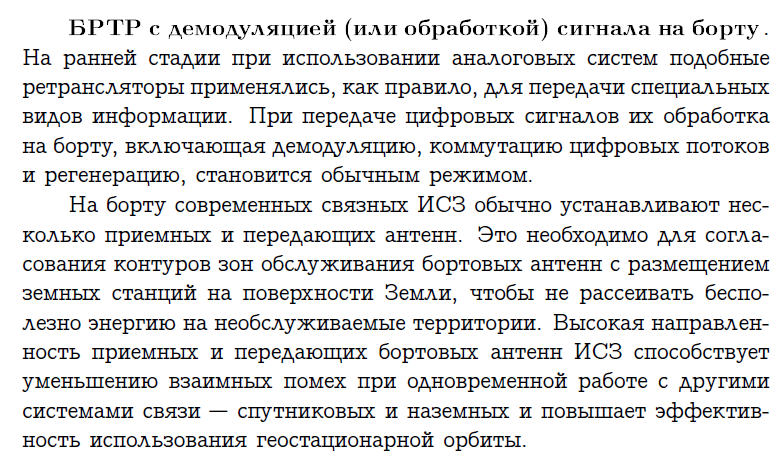 БРТР с демодуляцией (или обработкой) сигнала на борту.
На ранней стадии при использовании аналоговых систем подобные
ретрансляторы применялись, как правило, для передачи специальных
видов информации. При передаче цифровых сигналов их обработка
на борту, включающая демодуляцию, коммутацию цифровых потоков
и регенерацию, становится обычным режимом.
На борту современных связных ИСЗ обычно устанавливают нес-
колько приемных и передающих антенн. Это необходимо для согла-
сования контуров зон обслуживания бортовых антенн с размещением
земных станций на поверхности Земли, чтобы не рассеивать беспо-
лезно энергию на необслуживаемые территории. Высокая направлен-
ность приемных и передающих бортовых антенн ИСЗ способствует
уменьшению взаимных помех при одновременной работе с другими
системами связи — спутниковых и наземных и повышает эффектив-
ность использования геостационарной орбиты.